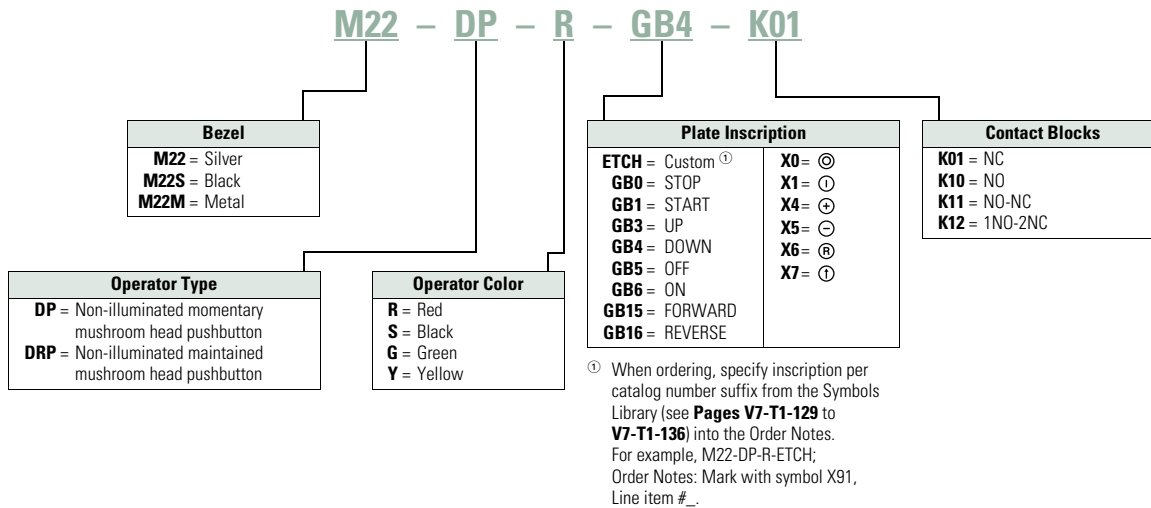 M22 – DP – R – GB4 – K01
Bezel
M22 = Silver
M22S = Black
M22M = Metal
Operator Type
DP = Non-illuminated momentary
mushroom head pushbutton
DRP = Non-illuminated maintained
mushroom head pushbutton
Operator Color
R = Red
S = Black
G = Green
Y = Yellow
Plate Inscription
ETCH = Custom ①
GB0 = STOP
GB1 = START
GB3 = UP
GB4 = DOWN
GB5 = OFF
GB6 = ON
GB15 = FORWARD
GB16 = REVERSE
X0= ◎
X1= ⏼
X4= ⊕
X5= ⊖
X6= Ⓡ
X7= ⓛ
Contact Blocks
K01 = NC
K10 = NO
K11 = NO-NC
K12 = 1NO-2NC
① When ordering, specify inscription per
catalog number suffix from the Symbols
Library (see Pages V7-T1-129 to
V7-T1-136) into the Order Notes.
For example, M22-DP-R-ETCH;
Order Notes: Mark with symbol X91,
Line item #_.